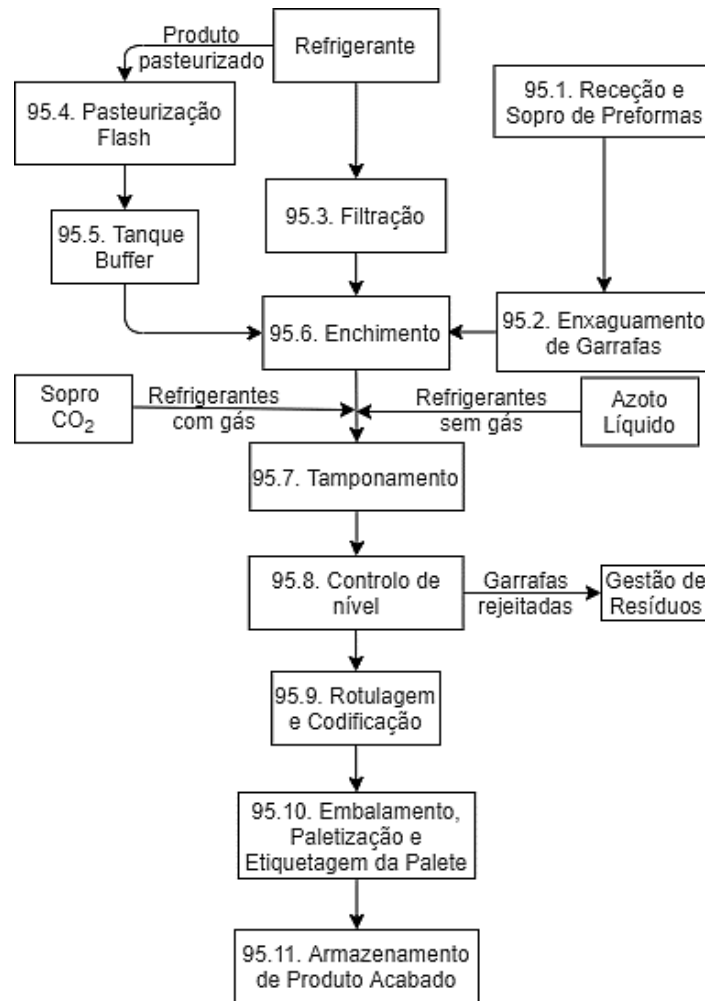 Produto
pasteurizado
Refrigerante
95.4. Pasteurização
Flash
95.1. Receção e
Sopro de Preformas
95.5. Tanque
Buffer
95.3. Filtração
95.6. Enchimento
95.2. Enxaguamento
de Garrafas
Sopro
CO2
Refrigerantes
com gás
Refrigerantes
sem gás
Azoto
Líquido
95.7. Tamponamento
95.8. Controlo de
nível
Garrafas
rejeitadas
Gestão de
Resíduos
95.9. Rotulagem
e Codificação
95.10. Embalamento,
Paletização e
Etiquetagem da Palete
95.11. Armazenamento
de Produto Acabado